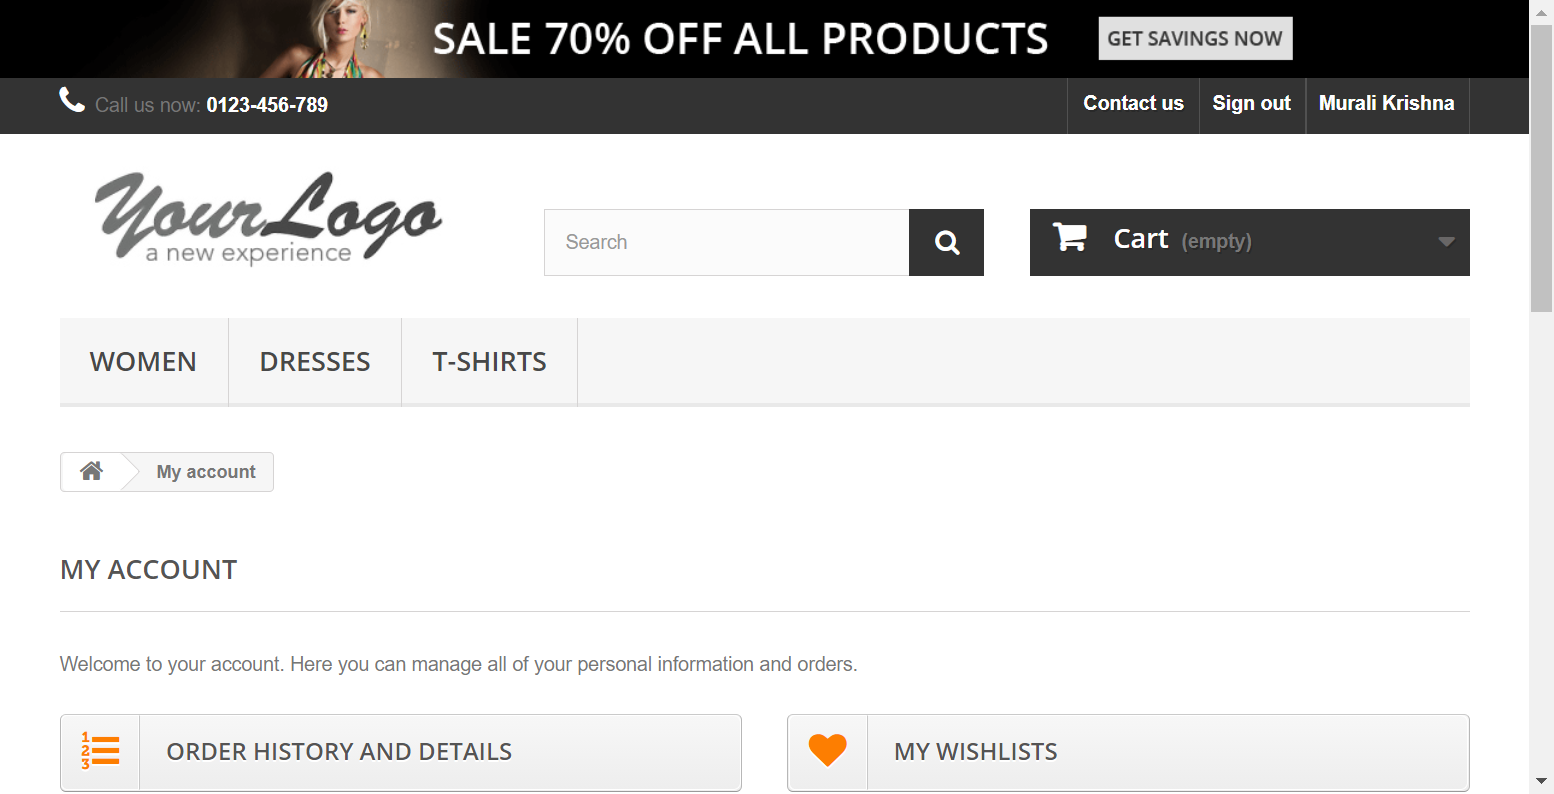 SALE 70% OFF ALL PRODUCTS
GET SAVINGS NOW
Call us now: 0123-456-789
Contact us
Sign out
Murali Krishna
YourLogo
a new experience
Search
Cart (empty)
WOMEN
DRESSES
T-SHIRTS
My account
MY ACCOUNT
Welcome to your account. Here you can manage all of your personal information and orders.
1
2
3
ORDER HISTORY AND DETAILS
MY WISHLISTS